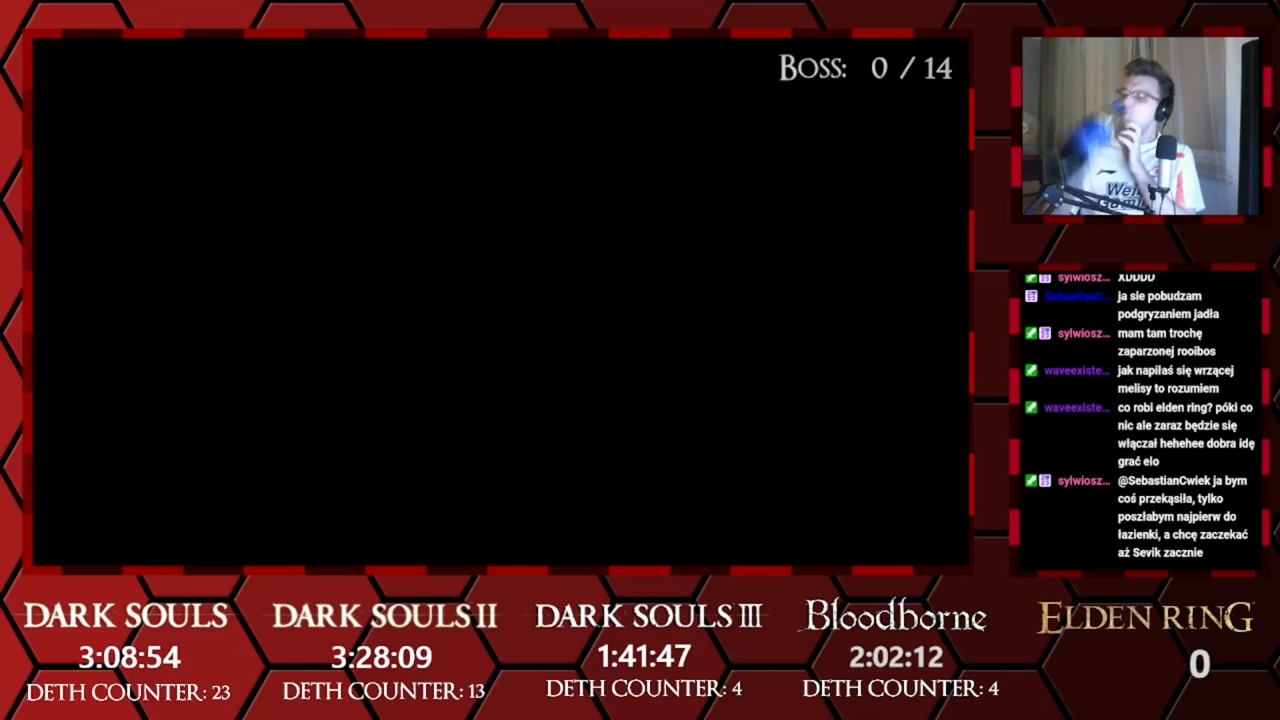 BOSS: 0 / 14
sylwiosz... XDDDD
ja sie pobudzam
podgryzaniem jadła
sylwiosz... mam tam trochę
zaparzonej rooibos
waveexiste... jak napiłaś się wrzącej
melisy to rozumiem
waveexiste... co robi elden ring? póki co
nic ale zaraz będzie się
włączał hehehee dobra idę
grać elo
sylwiosz... @SebastianCwiek ja bym
coś przekąsiła, tylko
poszłabym najpierw do
łazienki, a chcę zaczekać
aż Sevik zacznie
DARK SOULS
3:08:54
DETH COUNTER: 23
DARK SOULS II
3:28:09
DETH COUNTER: 13
DARK SOULS III
1:41:47
DETH COUNTER: 4
Bloodborne
2:02:12
DETH COUNTER: 4
ELDEN RING
0